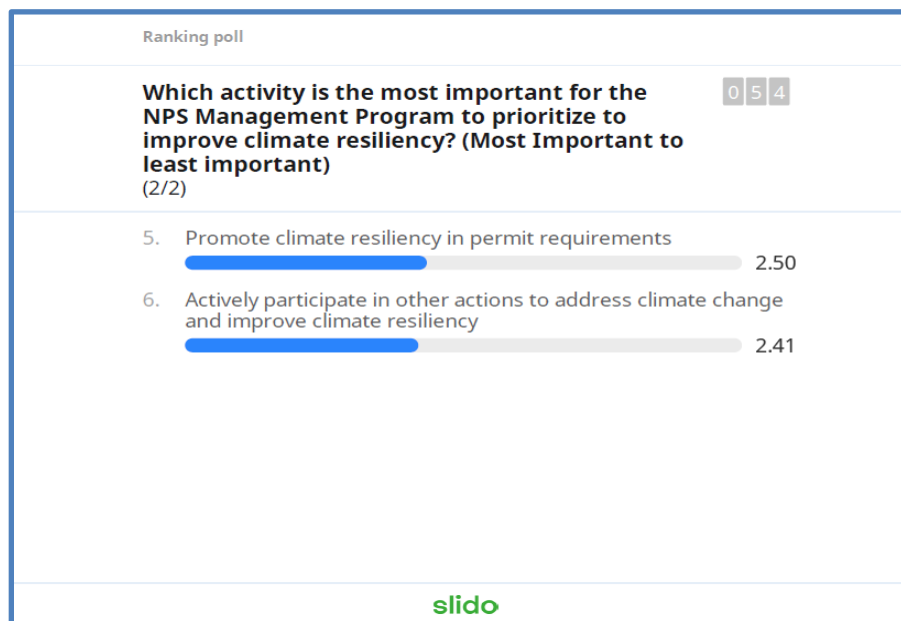 Ranking poll
Which activity is the most important for the
054
NPS Management Program to prioritize to
improve climate resiliency? (Most Important to
least important)
(2/2)
5. Promote climate resiliency in permit requirements
2.50
6. Actively participate in other actions to address climate change
and improve climate resiliency
2.41
slido